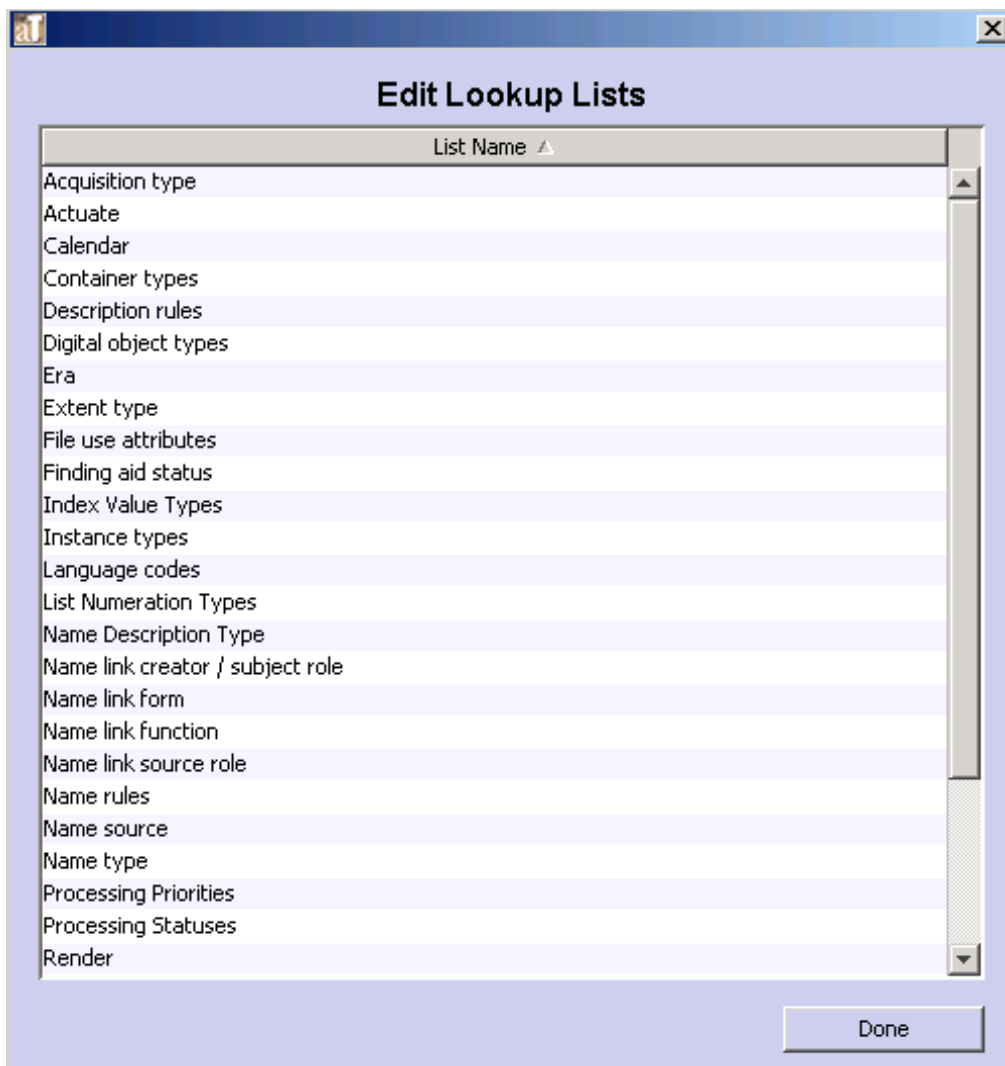 aT
Edit Lookup Lists
List Name
Acquisition type
Actuate
Calendar
Container types
Description rules
Digital object types
Era
Extent type
File use attributes
Finding aid status
Index Value Types
Instance types
Language codes
List Numeration Types
Name Description Type
Name link creator / subject role
Name link form
Name link function
Name link source role
Name rules
Name source
Name type
Processing Priorities
Processing Statuses
Render
Done